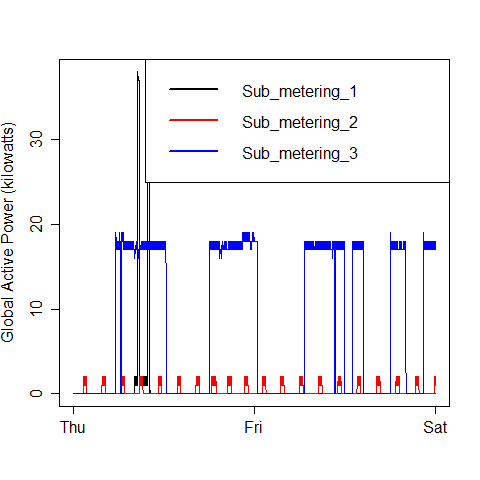 Sub_metering_1
Sub_metering_2
Sub_metering_3
Global Active Power (kilowatts)
30
20
10
0
Thu Fri Sat